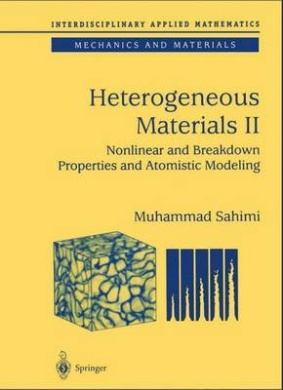 INTERDISCIPLINARY APPLIED MATHEMATICS
MECHANICS AND MATERIALS
Heterogeneous
Materials II
Nonlinear and Breakdown
Properties and Atomistic Modeling
Muhammad Sahimi
Springer